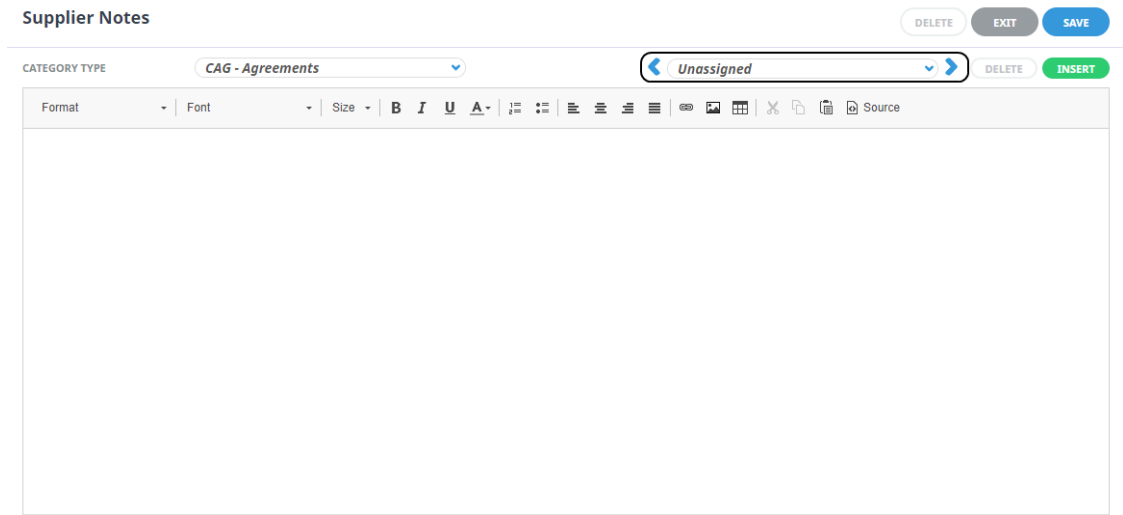 Supplier Notes
DELETE EXIT SAVE
CATEGORY TYPE CAG - Agreements Unassigned DELETE INSERT
Format Font Size B I U A Source